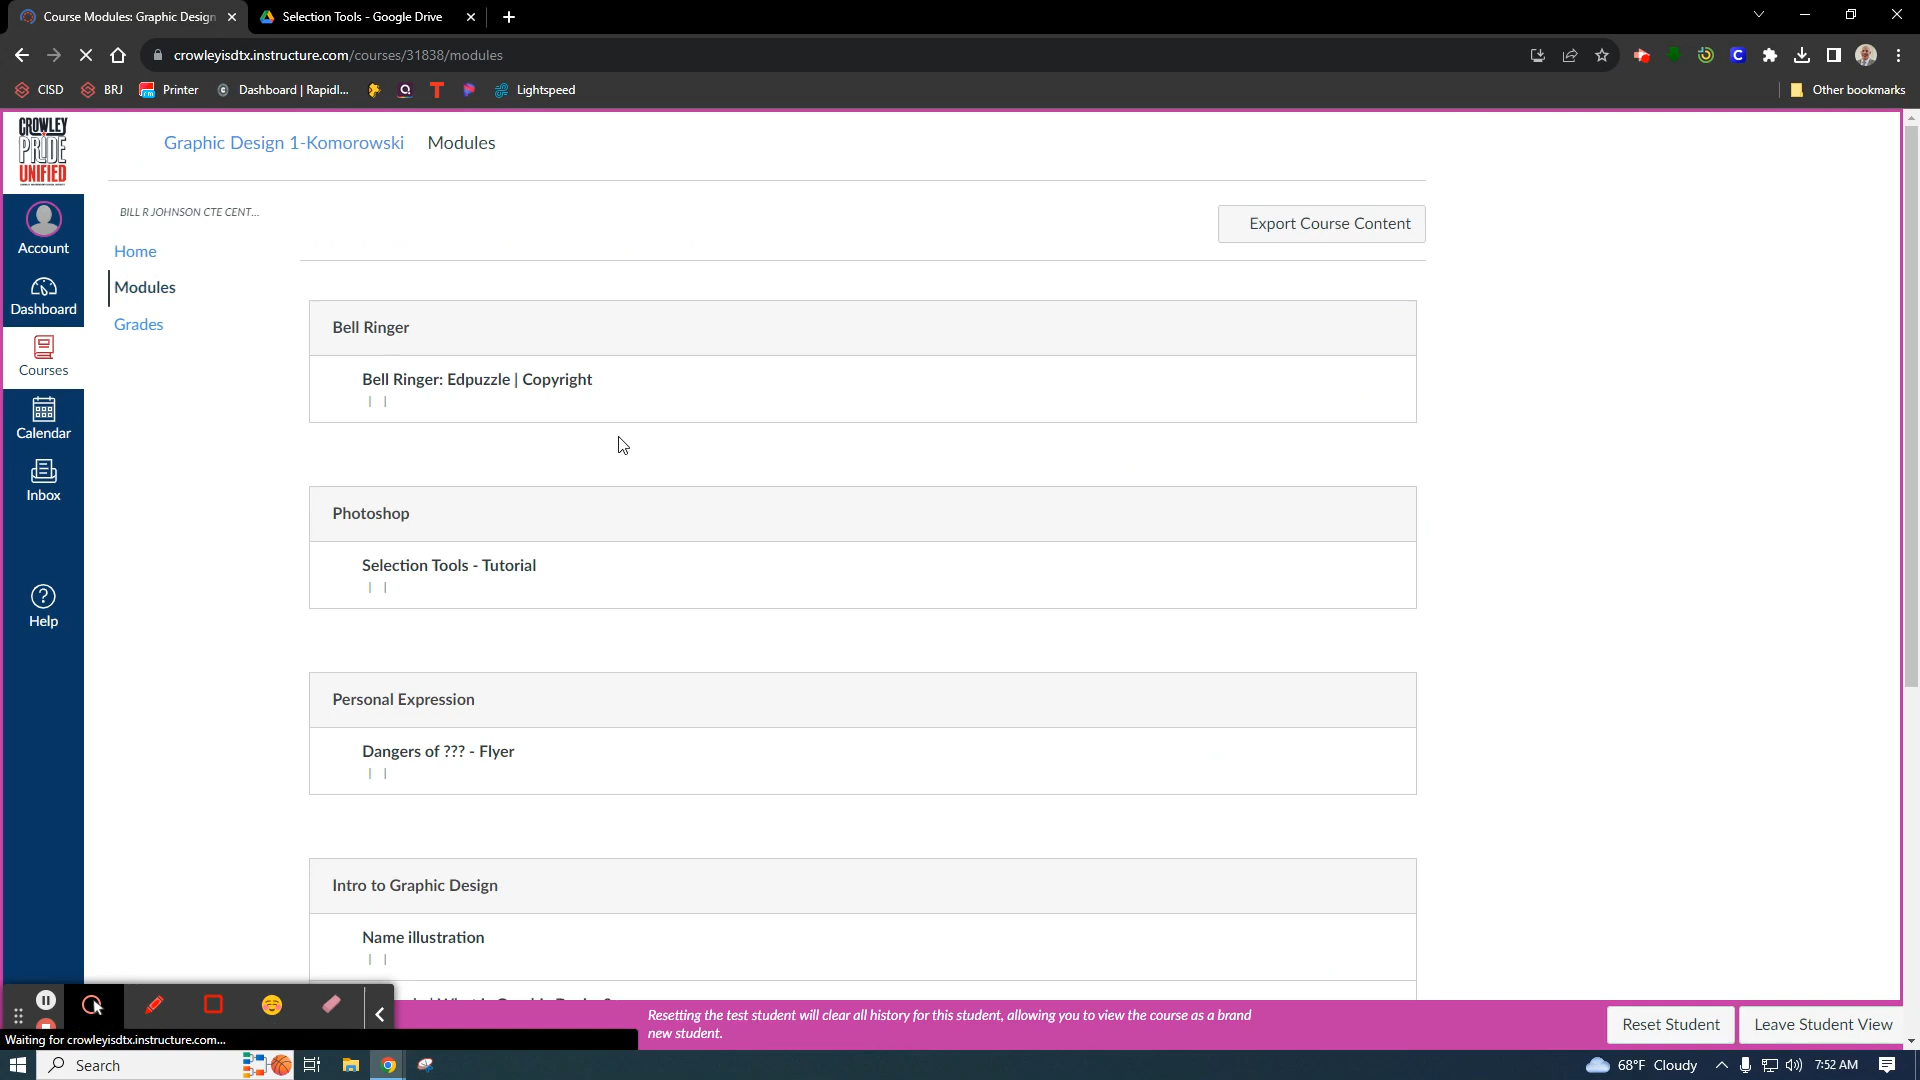 Course Modules: Graphic Design
Selection Tools - Google Drive
crowleyisdtx.instructure.com/courses/31838/modules
CISD
BRJ
Printer
Dashboard | Rapidl...
Lightspeed
Other bookmarks
CROWLEY
PRIDE
UNIFIED
Graphic Design 1-Komorowski
Modules
BILL R JOHNSON CTE CENT...
Export Course Content
Account
Home
Modules
Dashboard
Grades
Bell Ringer
Courses
Bell Ringer: Edpuzzle | Copyright
Calendar
Inbox
Photoshop
Selection Tools - Tutorial
Help
Personal Expression
Dangers of ??? - Flyer
Intro to Graphic Design
Name illustration
Resetting the test student will clear all history for this student, allowing you to view the course as a brand
new student.
Reset Student
Leave Student View
Waiting for crowleyisdtx.instructure.com...
Search
68°F Cloudy
7:52 AM